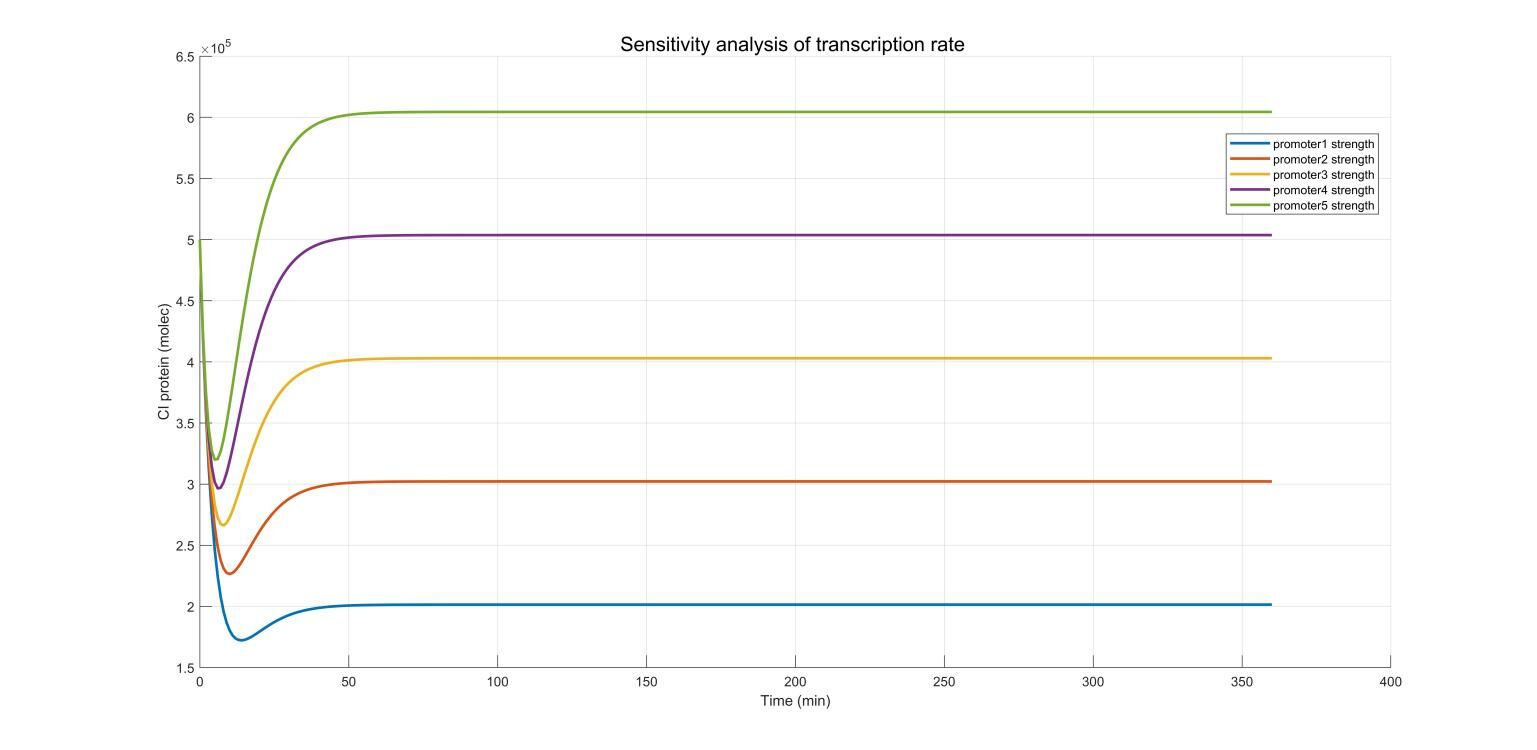 Sensitivity analysis of transcription rate
×10^5
6.5
6
5.5
5
4.5
4
3.5
3
2.5
2
1.5
CI protein (molec)
promoter1 strength
promoter2 strength
promoter3 strength
promoter4 strength
promoter5 strength
0 50 100 150 200 250 300 350 400
Time (min)